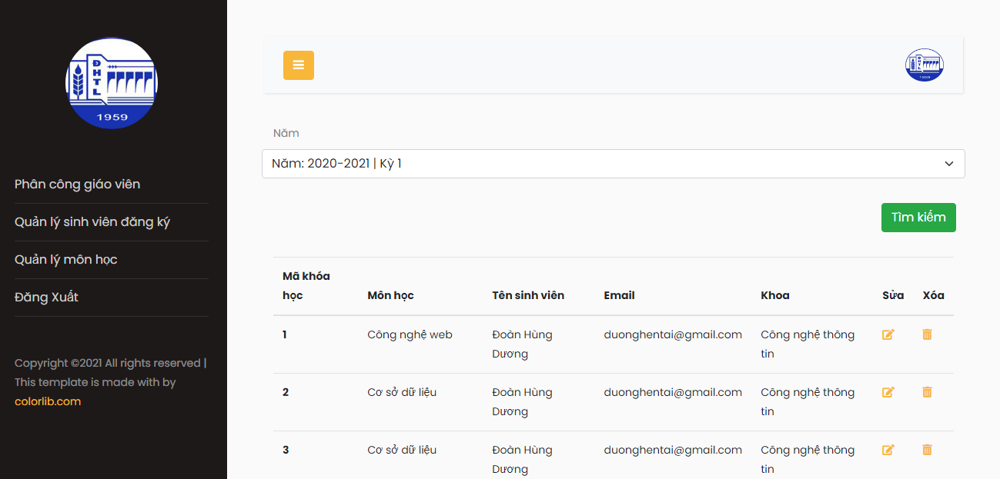 ĐHTL
1959
Phân công giáo viên
Quản lý sinh viên đăng ký
Quản lý môn học
Đăng Xuất
Copyright ©2021 All rights reserved |
This template is made with by
colorlib.com
1959
Năm
Năm: 2020-2021 | Kỳ 1
Tìm kiếm
Mã khóa
học Môn học Tên sinh viên Email Khoa Sửa Xóa
1 Công nghệ web Đoàn Hùng duonghentai@gmail.com Công nghệ thông
Dương tin
2 Cơ sở dữ liệu Đoàn Hùng duonghentai@gmail.com Công nghệ thông
Dương tin
3 Cơ sở dữ liệu Đoàn Hùng duonghentai@gmail.com Công nghệ thông
Dương tin